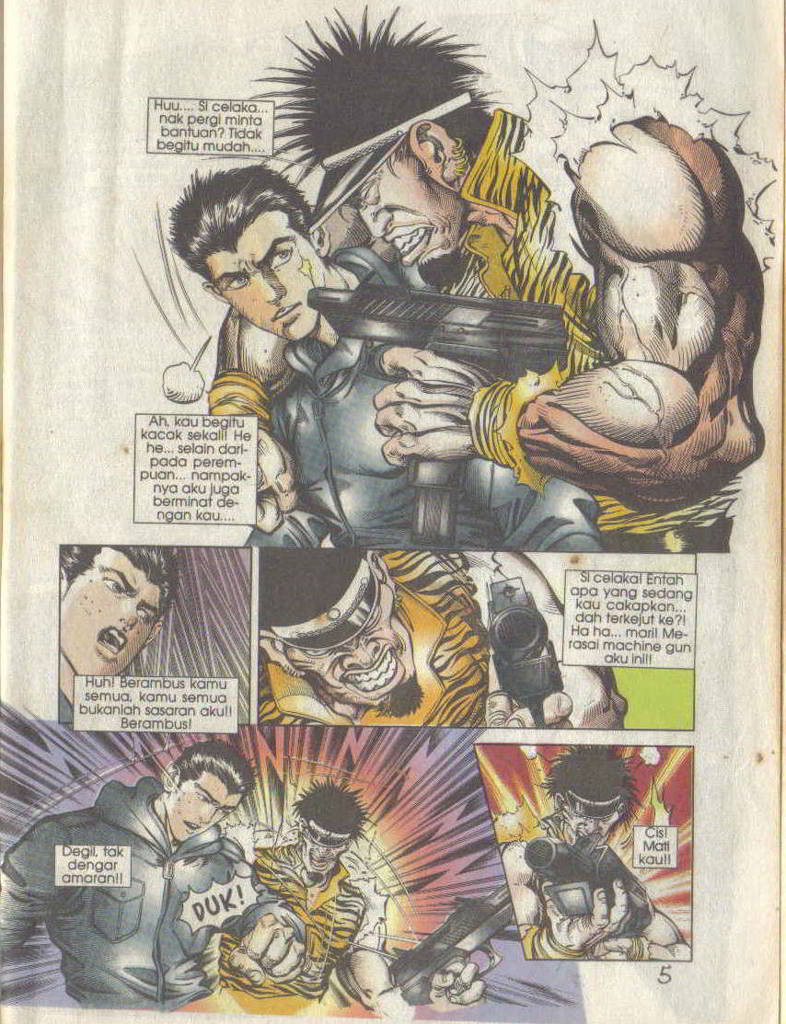 Huu.... Si celaka...
nak pergi minta
bantuan? Tidak
begitu mudah....
Ah, kau begitu
kacak sekali! He
he... selain dari-
pada perem-
puan... nampak-
nya aku juga
berminat de-
ngan kau....
Huh! Berambus kamu
semua, kamu semua
bukanlah sasaran aku!!
Berambus!
Si celaka! Entah
apa yang sedang
kau cakapkan...
dah terkejut ke?!
Ha ha... mari! Me-
rasai machine gun
aku ini!!
Degil, tak
dengar
amaran!!
DUK!
Cis!
Mati
kau!!
5